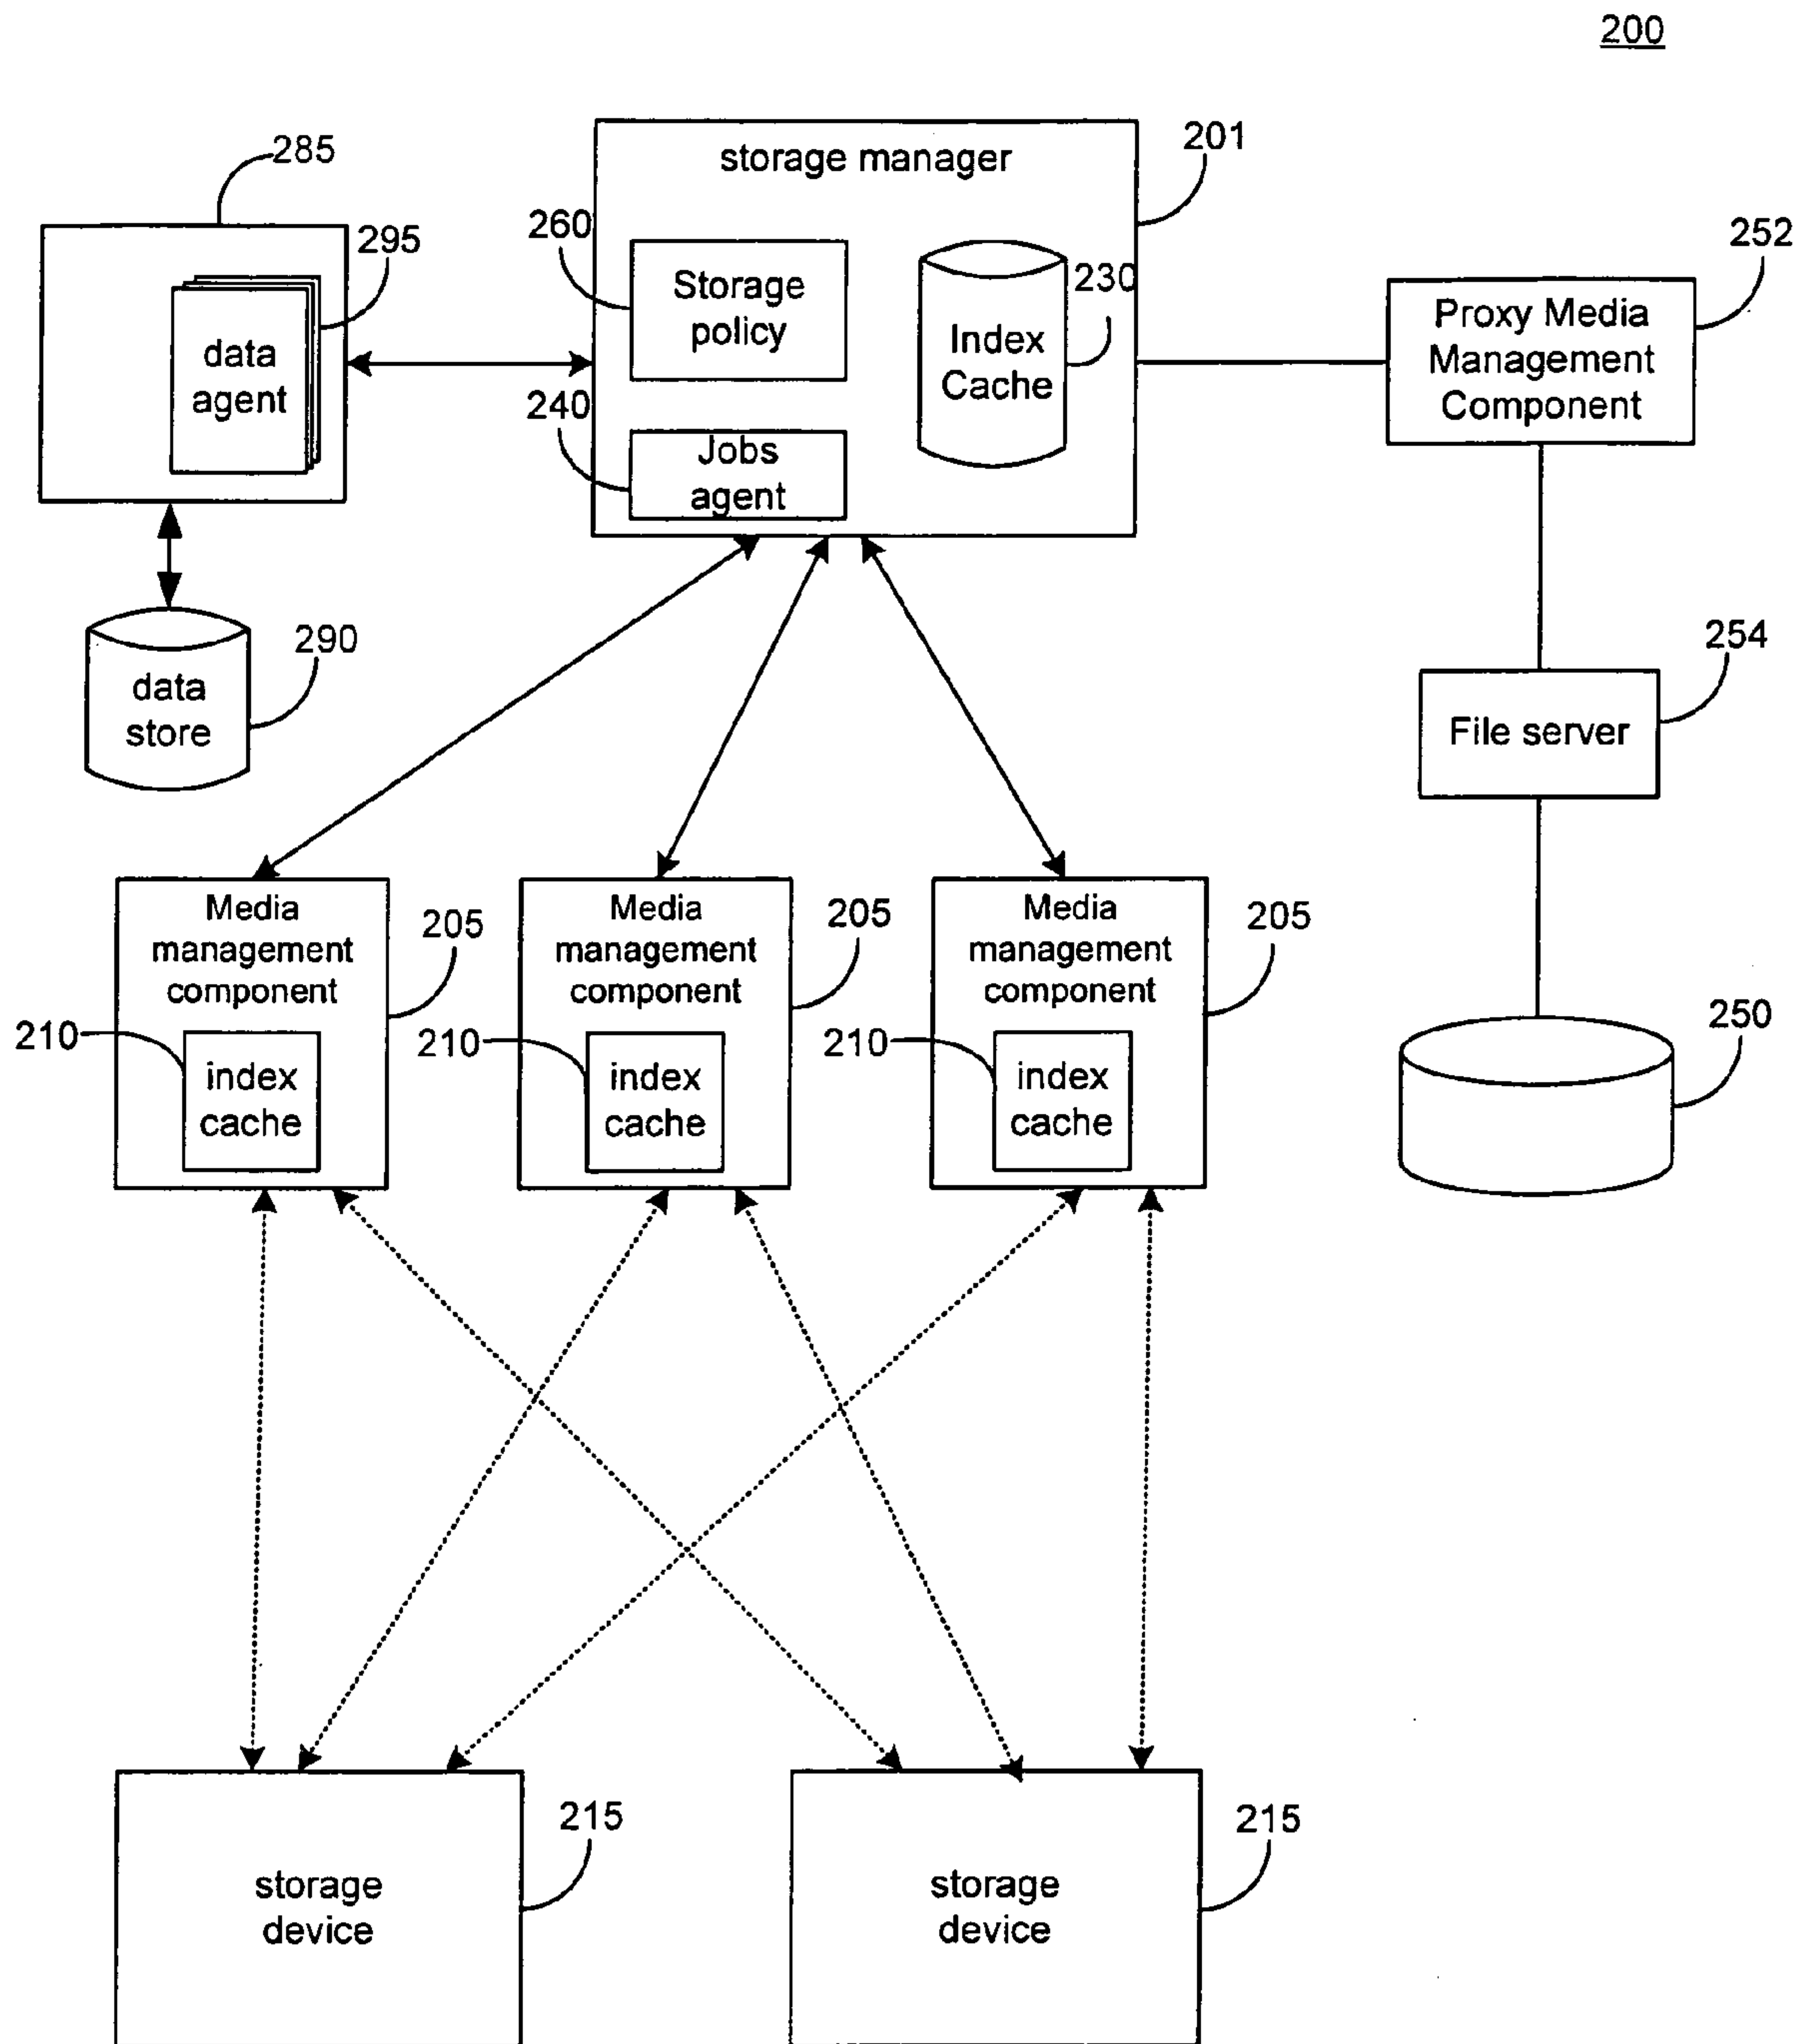 200
285
storage manager
201
295
260
Storage
policy
230
Index
Cache
252
Proxy Media
Management
Component
data
agent
240
Jobs
agent
290
data
store
254
File server
Media
management
component
205
210
index
cache
Media
management
component
205
210
index
cache
Media
management
component
205
210
index
cache
250
storage
device
215
storage
device
215